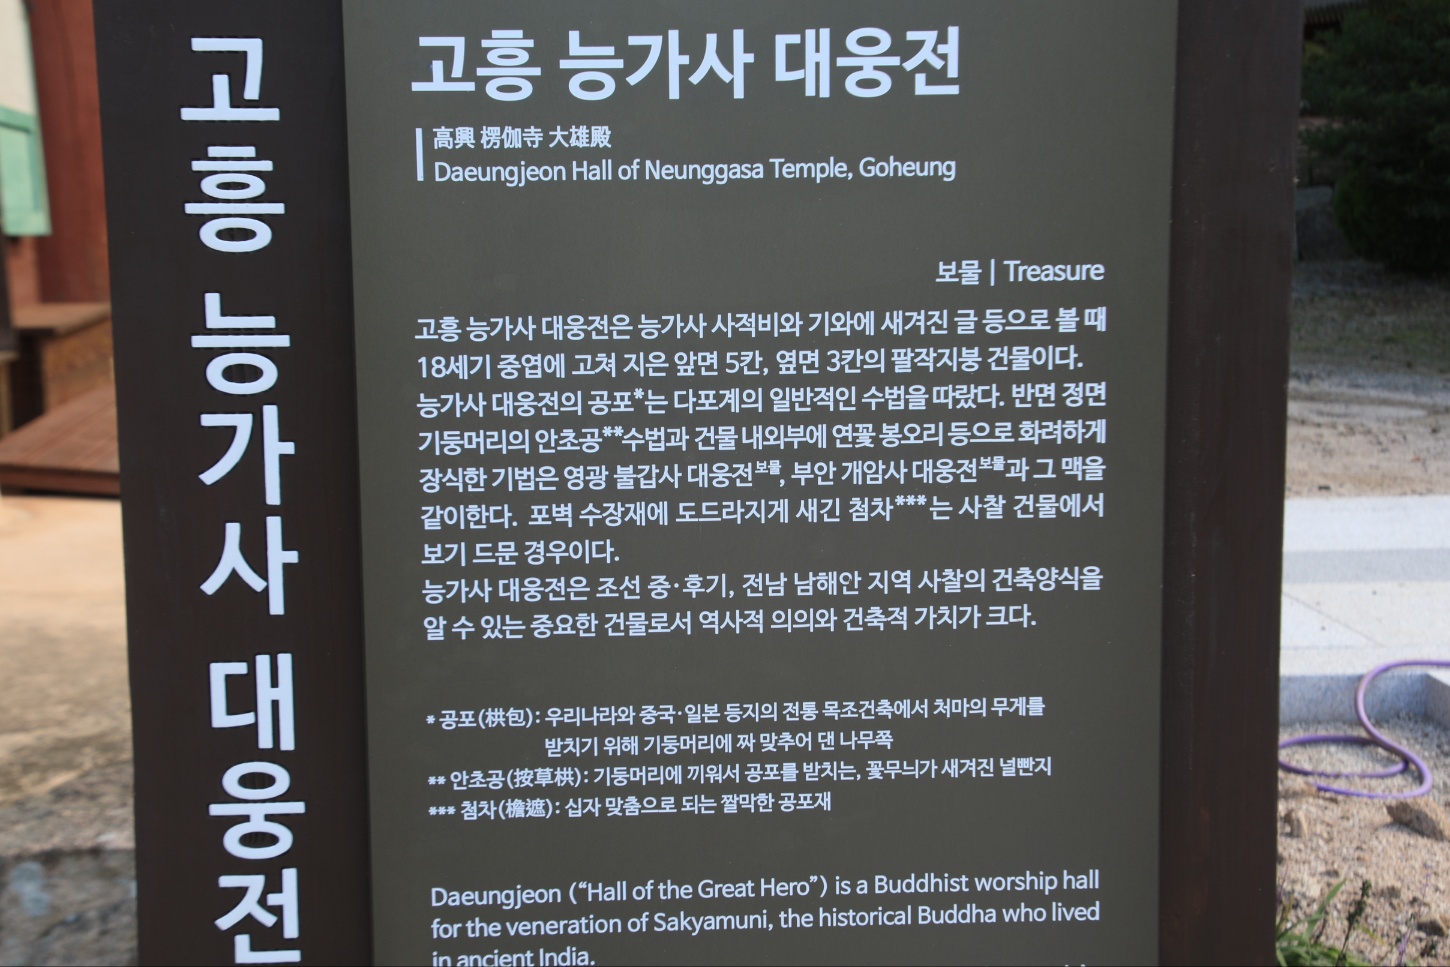 고흥 능가사 대웅전
고흥 능가사 대웅전
高興 楞伽寺 大雄殿
Daeungjeon Hall of Neunggasa Temple, Goheung
보물 | Treasure
고흥 능가사 대웅전은 능가사 사적비와 기와에 새겨진 글 등으로 볼 때
18세기 중엽에 고쳐 지은 앞면 5칸, 옆면 3칸의 팔작지붕 건물이다.
능가사 대웅전의 공포*는 다포계의 일반적인 수법을 따랐다. 반면 정면
기둥머리의 안초공**수법과 건물 내외부에 연꽃 봉오리 등으로 화려하게
장식한 기법은 영광 불갑사 대웅전보물, 부안 개암사 대웅전보물과 그 맥을
같이한다. 포벽 수장재에 도드라지게 새긴 첨차***는 사찰 건물에서
보기 드문 경우이다.
능가사 대웅전은 조선 중·후기, 전남 남해안 지역 사찰의 건축양식을
알 수 있는 중요한 건물로서 역사적 의의와 건축적 가치가 크다.
* 공포(栱包): 우리나라와 중국·일본 등지의 전통 목조건축에서 처마의 무게를
받치기 위해 기둥머리에 짜 맞추어 댄 나무쪽
** 안초공(按草栱): 기둥머리에 끼워서 공포를 받치는, 꽃무늬가 새겨진 널빤지
*** 첨차(檐遮): 십자 맞춤으로 되는 짤막한 공포재
Daeungjeon (“Hall of the Great Hero”) is a Buddhist worship hall
for the veneration of Sakyamuni, the historical Buddha who lived
in ancient India.